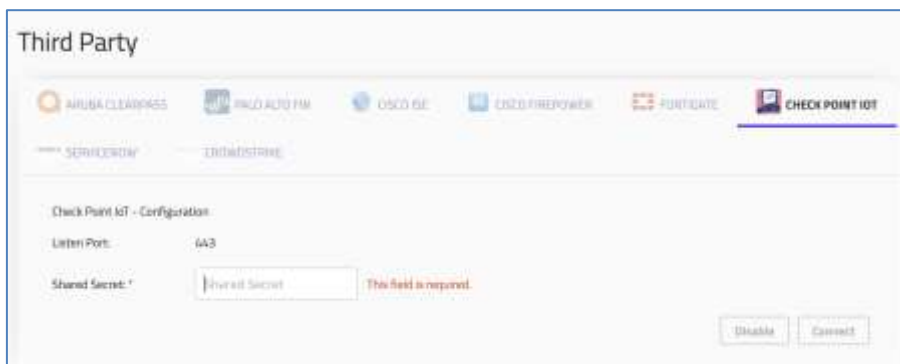 Third Party
ARUBA CLEARPASS PALO ALTO FW CISCO ISE CISCO FIREPOWER FORTIGATE CHECK POINT IOT
SERVICENOW CROWDSTRIKE
Check Point IoT - Configuration
Listen Port: 443
Shared Secret: * Shared Secret This field is required.
Disable Connect